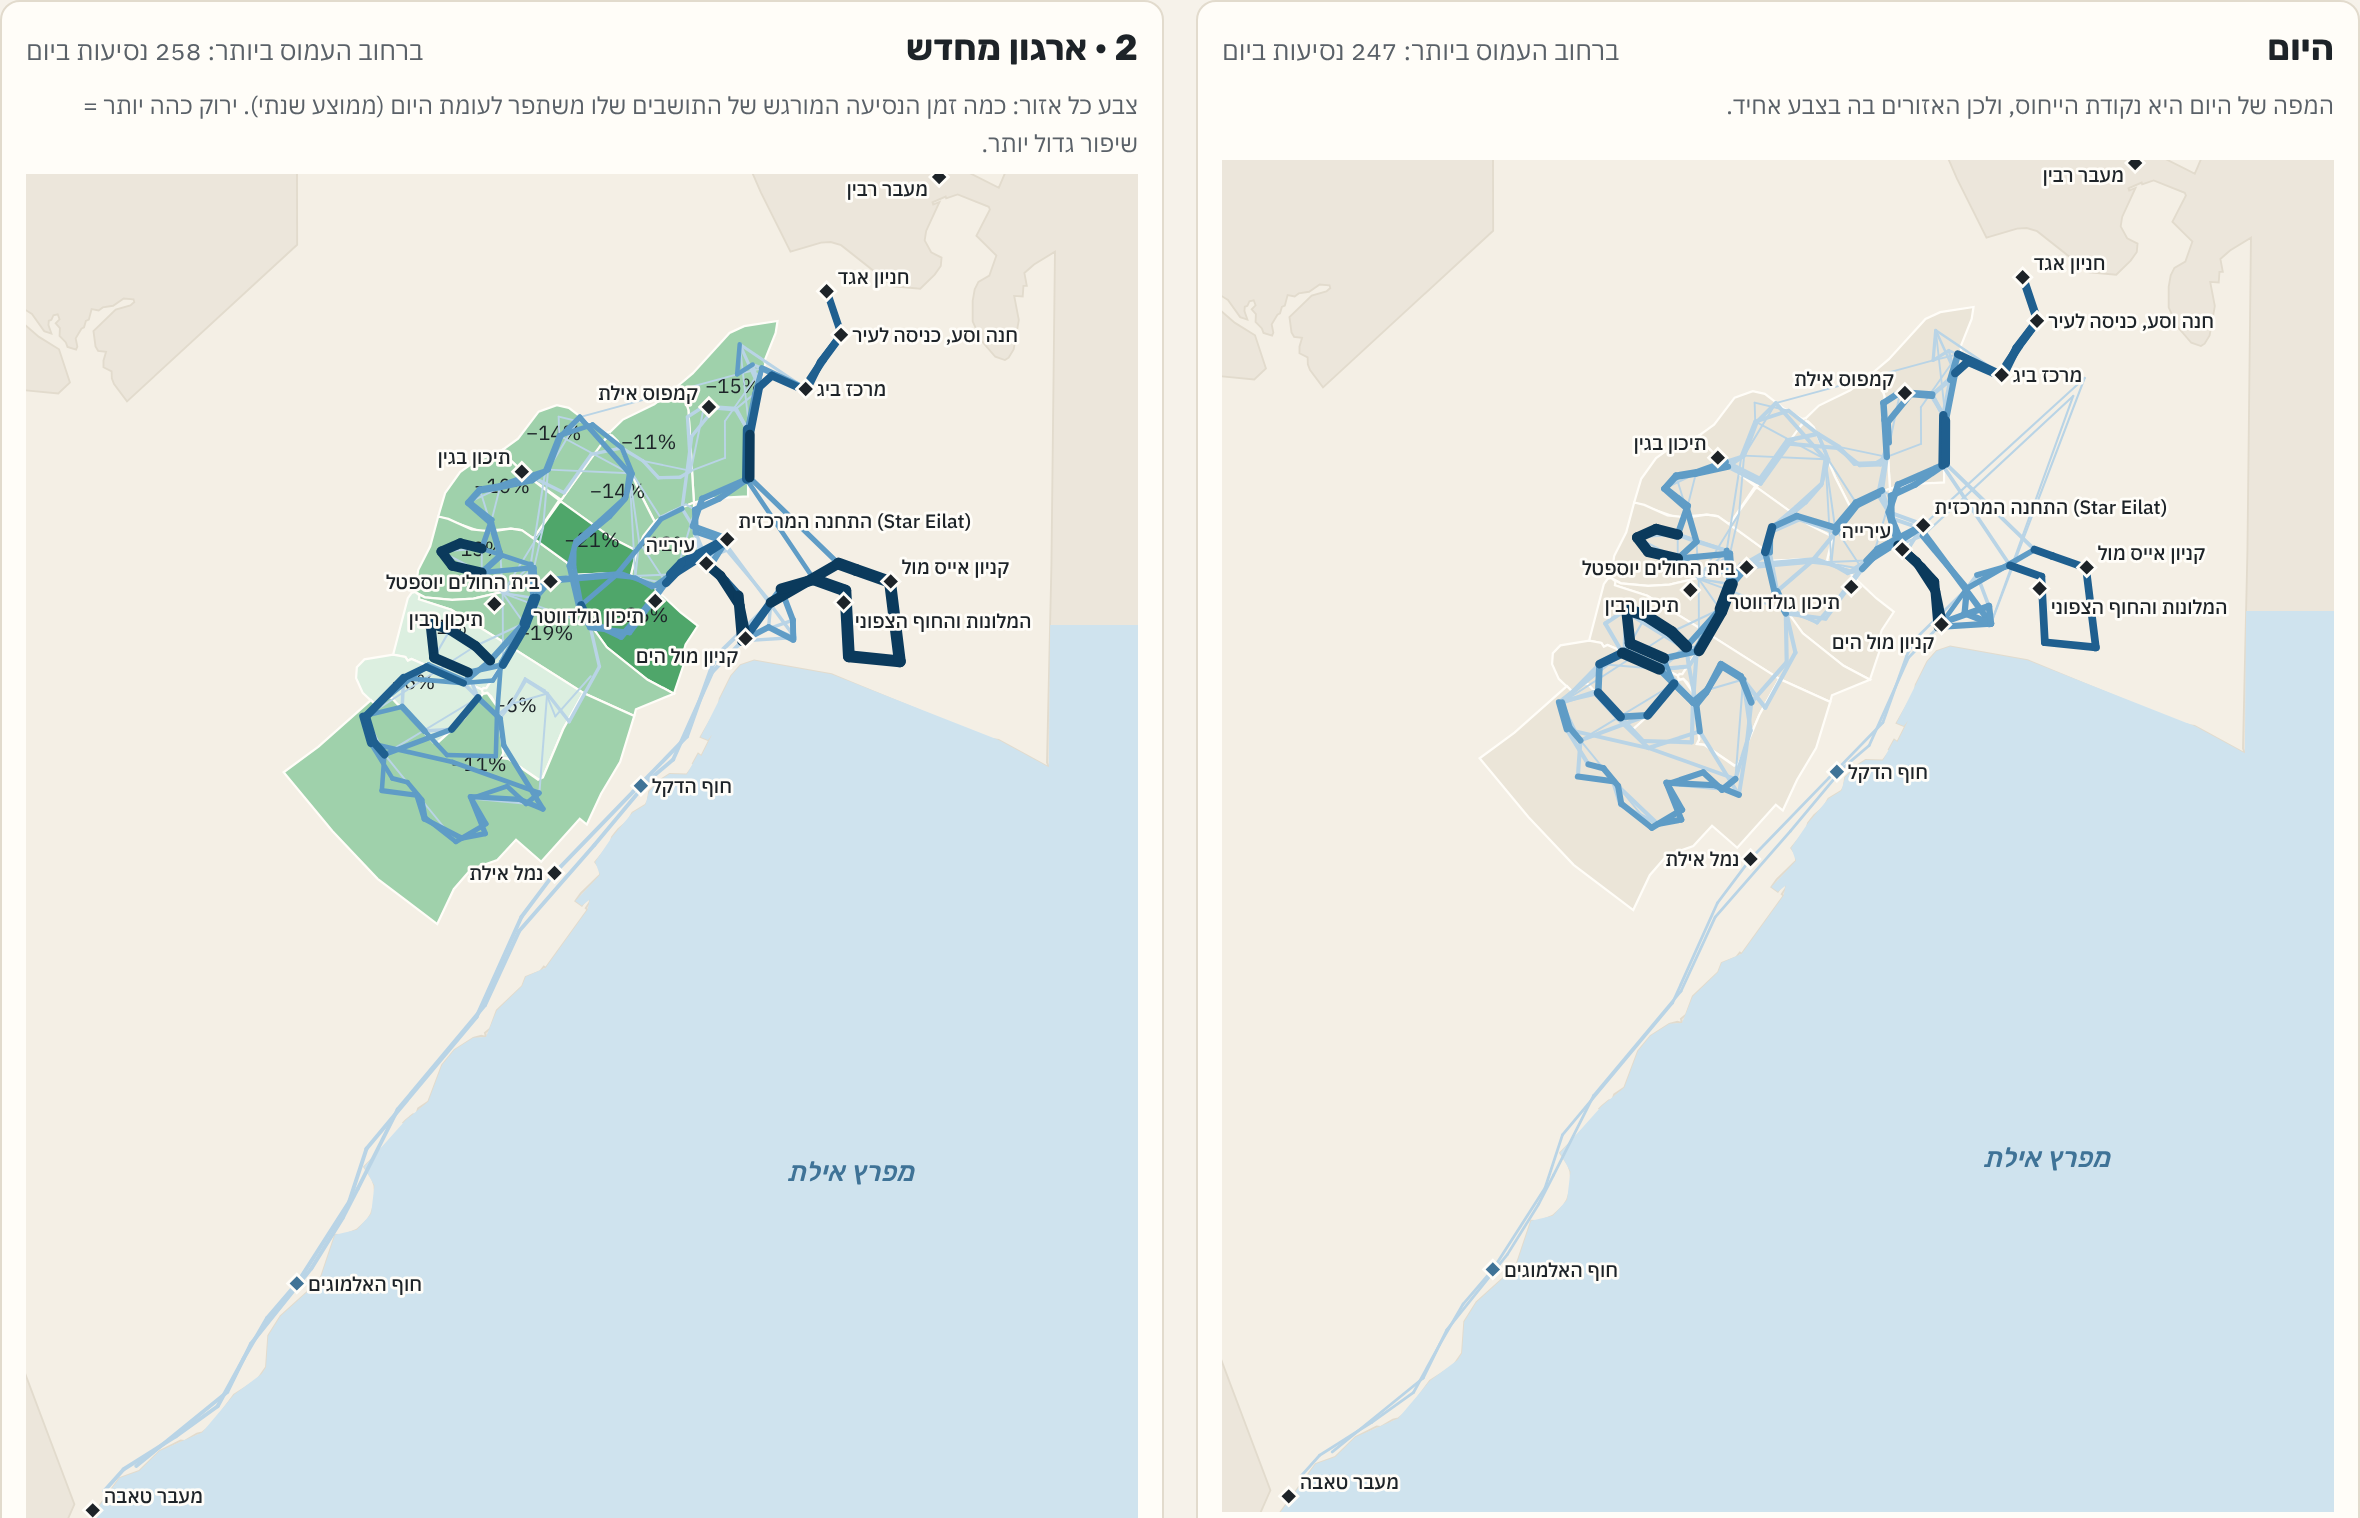 היום
ברחוב העמוס ביותר: 247 נסיעות ביום
המפה של היום היא נקודת הייחוס, ולכן האזורים בה בצבע אחיד.
מעבר רבין
חניון אגד
חנה וסע, כניסה לעיר
מרכז ביג
קמפוס אילת
תיכון בגין
התחנה המרכזית (Star Eilat)
עירייה
קניון אייס מול
בית החולים יוספטל
תיכון רבין
תיכון גולדווטר
המלונות והחוף הצפוני
קניון מול הים
חוף הדקל
נמל אילת
מפרץ אילת
חוף האלמוגים
מעבר טאבה
2 • ארגון מחדש
ברחוב העמוס ביותר: 258 נסיעות ביום
צבע כל אזור: כמה זמן הנסיעה המורגש של התושבים שלו משתפר לעומת היום (ממוצע שנתי). ירוק כהה יותר =
שיפור גדול יותר.
מעבר רבין
חניון אגד
חנה וסע, כניסה לעיר
מרכז ביג
−15%
קמפוס אילת
−14%
−11%
תיכון בגין
−14%
התחנה המרכזית (Star Eilat)
−21%
עירייה
קניון אייס מול
בית החולים יוספטל
תיכון רבין
תיכון גולדווטר
−19%
המלונות והחוף הצפוני
קניון מול הים
−6%
−11%
חוף הדקל
נמל אילת
מפרץ אילת
חוף האלמוגים
מעבר טאבה